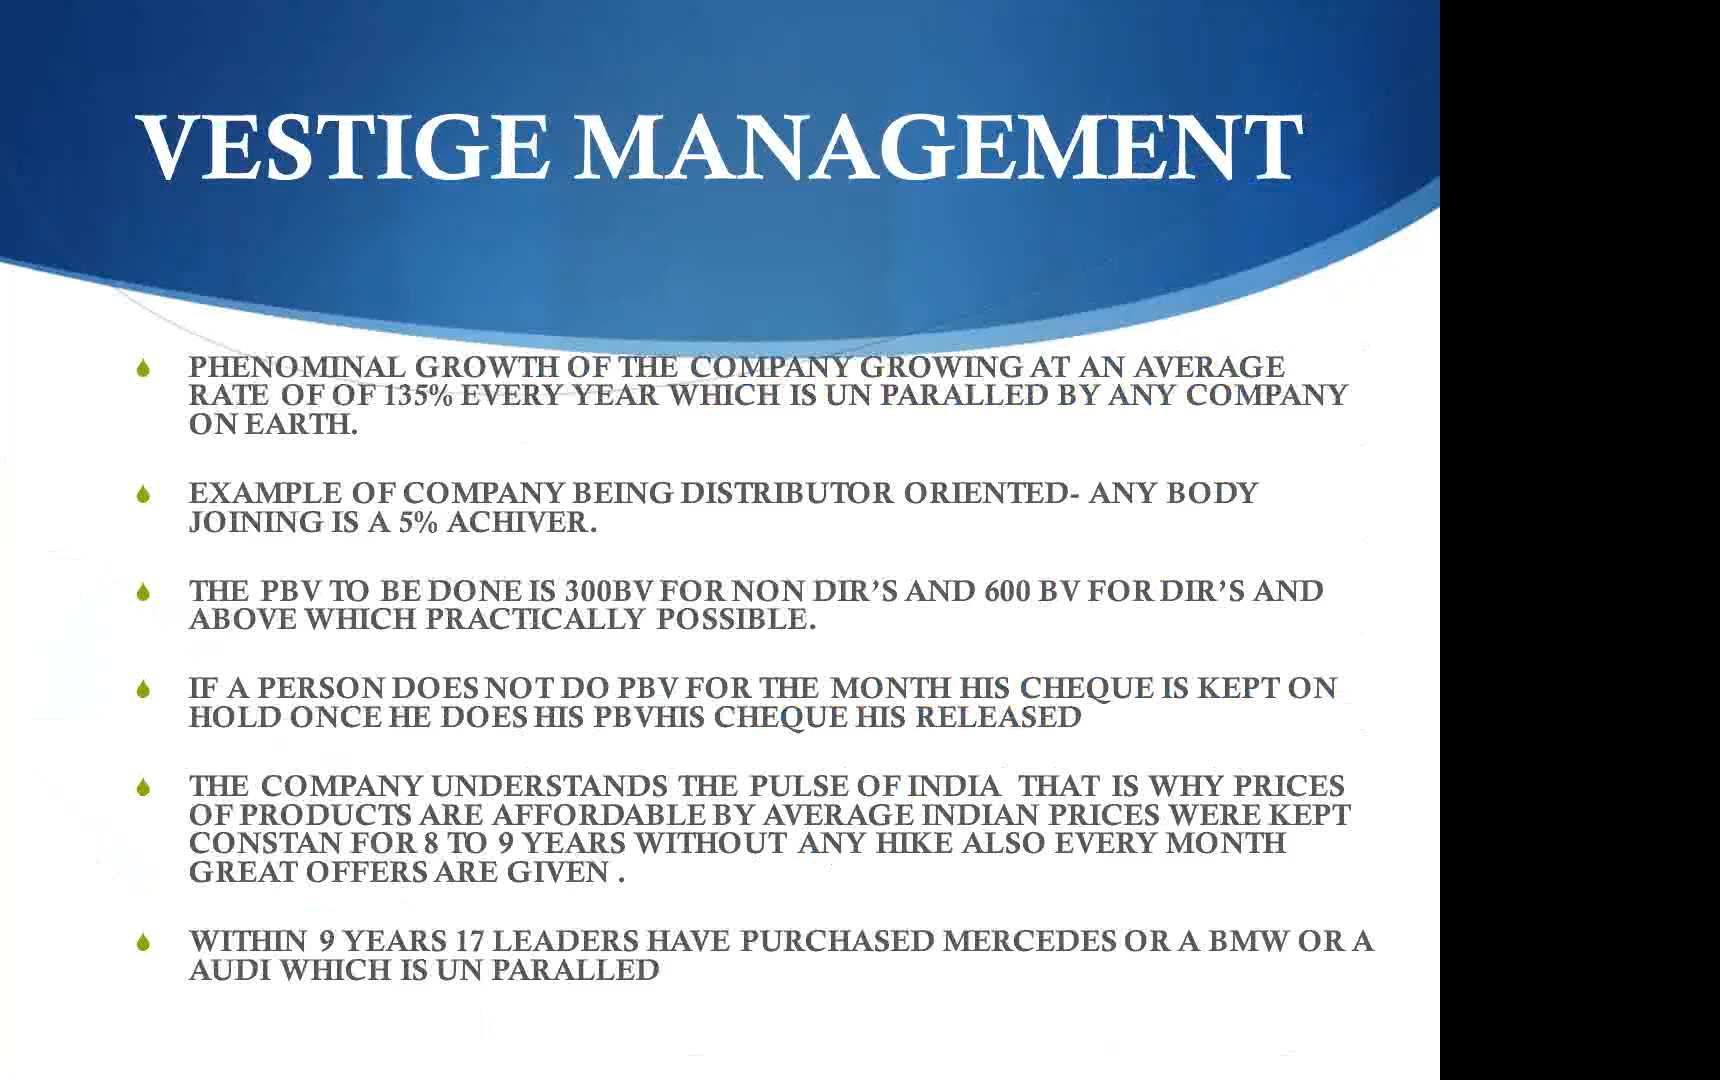 VESTIGE MANAGEMENT
PHENOMINAL GROWTH OF THE COMPANY GROWING AT AN AVERAGE
RATE OF OF 135% EVERY YEAR WHICH IS UN PARALLED BY ANY COMPANY
ON EARTH.
EXAMPLE OF COMPANY BEING DISTRIBUTOR ORIENTED- ANY BODY
JOINING IS A 5% ACHIVER.
THE PBV TO BE DONE IS 300BV FOR NON DIR'S AND 600 BV FOR DIR'S AND
ABOVE WHICH PRACTICALLY POSSIBLE.
IF A PERSON DOES NOT DO PBV FOR THE MONTH HIS CHEQUE IS KEPT ON
HOLD ONCE HE DOES HIS PBVHIS CHEQUE HIS RELEASED
THE COMPANY UNDERSTANDS THE PULSE OF INDIA THAT IS WHY PRICES
OF PRODUCTS ARE AFFORDABLE BY AVERAGE INDIAN PRICES WERE KEPT
CONSTAN FOR 8 TO 9 YEARS WITHOUT ANY HIKE ALSO EVERY MONTH
GREAT OFFERS ARE GIVEN .
WITHIN 9 YEARS 17 LEADERS HAVE PURCHASED MERCEDES OR A BMW OR A
AUDI WHICH IS UN PARALLED